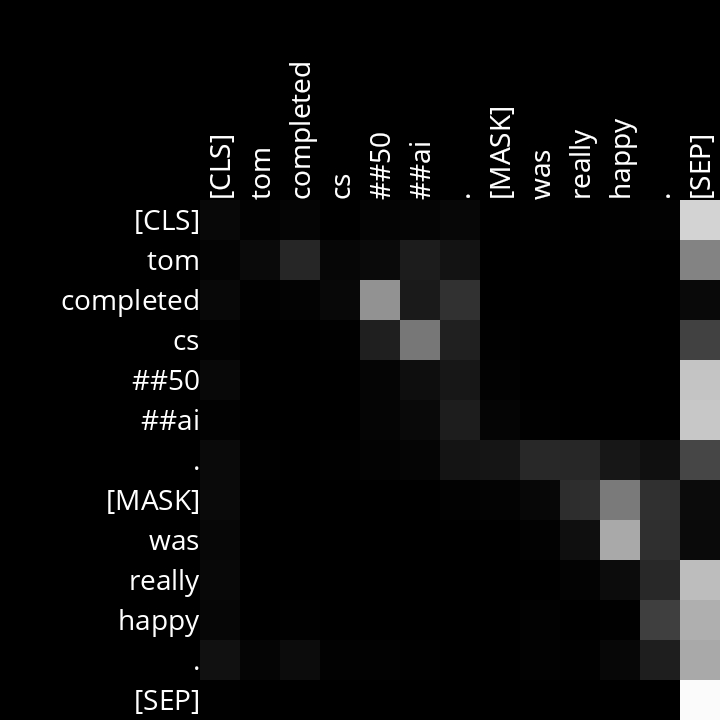 [CLS]
tom
completed
cs
##50
##ai
.
[MASK]
was
really
happy
.
[SEP]
[CLS]
tom
completed
cs
##50
##ai
.
[MASK]
was
really
happy
.
[SEP]